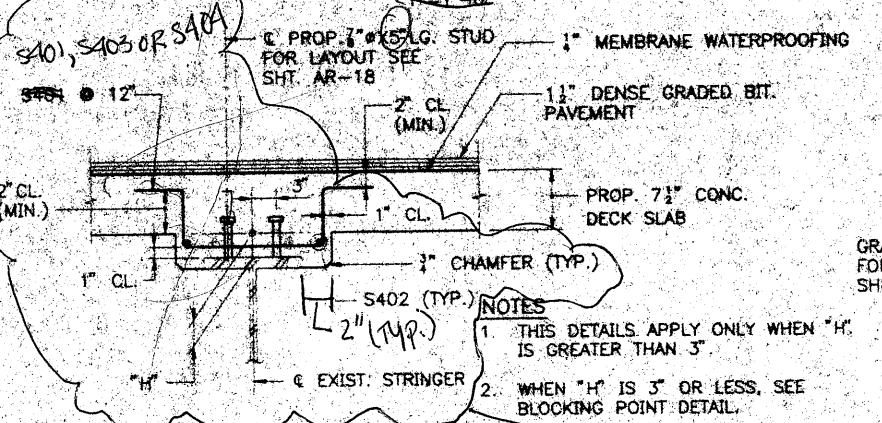 S401, S403 OR S404
S401 @ 12"
℄ PROP. ⅞"ø X5" LG. STUD
FOR LAYOUT SEE
SHT. AR-18
¼" MEMBRANE WATERPROOFING
2" CL.
(MIN.)
1½" DENSE GRADED BIT.
PAVEMENT
3"
2" CL.
(MIN.)
PROP. 7½" CONC.
DECK SLAB
1" CL.
1" CL.
¾" CHAMFER (TYP.)
S402 (TYP.)
2" (TYP.)
"H"
℄ EXIST. STRINGER
NOTES
1. THIS DETAILS APPLY ONLY WHEN "H"
IS GREATER THAN 3".
2. WHEN "H" IS 3" OR LESS, SEE
BLOCKING POINT DETAIL.